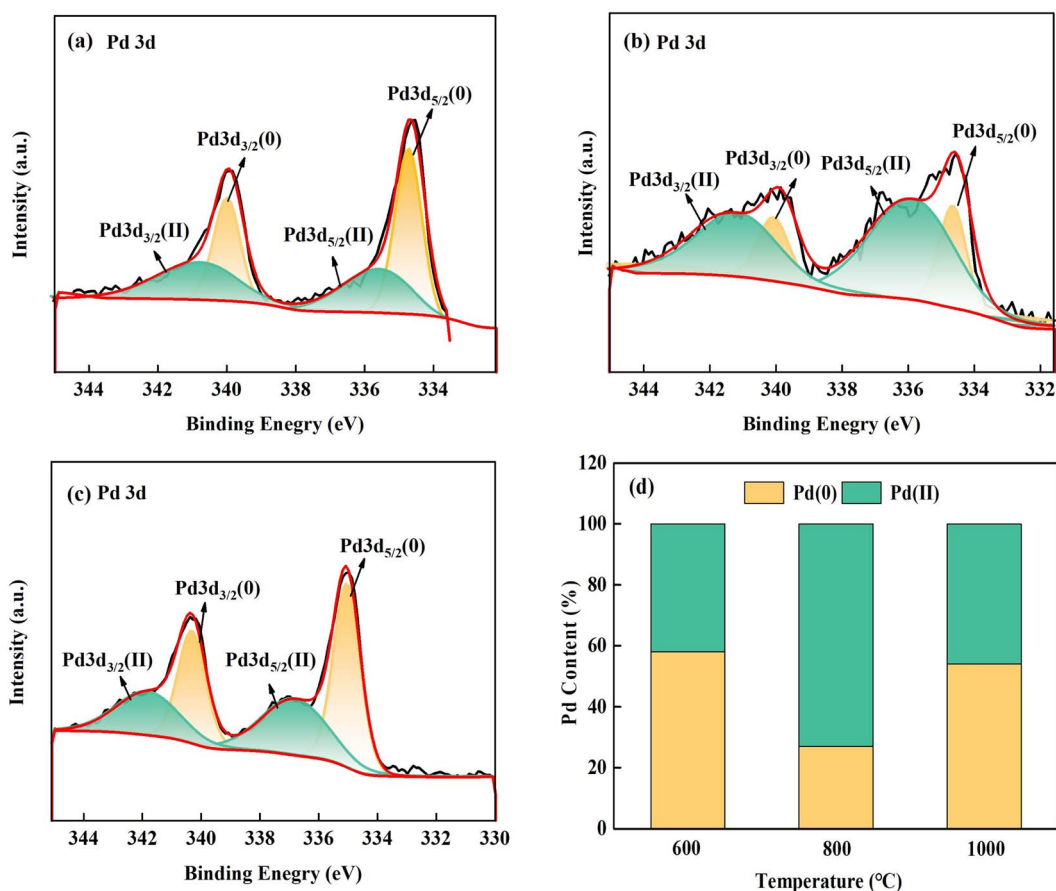 (a) Pd 3d
Pd3d5/2(0)
Pd3d3/2(0)
Pd3d3/2(II)
Pd3d5/2(II)
Intensity (a.u.)
344 342 340 338 336 334
Binding Enegry (eV)
(b) Pd 3d
Pd3d5/2(0)
Pd3d3/2(0)
Pd3d5/2(II)
Pd3d3/2(II)
Intensity (a.u.)
344 342 340 338 336 334 332
Binding Enegry (eV)
(c) Pd 3d
Pd3d5/2(0)
Pd3d3/2(0)
Pd3d3/2(II)
Pd3d5/2(II)
Intensity (a.u.)
345 342 340 337 335 332 330
Binding Enegry (eV)
(d)
Pd(0) Pd(II)
Pd Content (%)
120
100
80
60
40
20
0
600 800 1000
Temperature (℃)